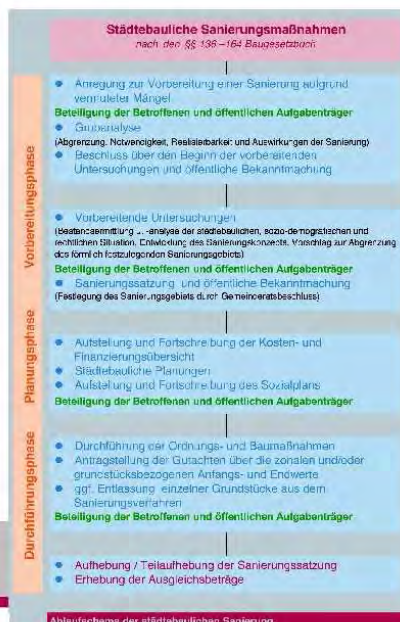 Städtebauliche Sanierungsmaßnahmen
nach den §§ 136 –164 Baugesetzbuch
Vorbereitungsphase
Anregung zur Vorbereitung einer Sanierung aufgrund
vermuteter Mängel
Beteiligung der Betroffenen und öffentlichen Aufgabenträger
Grobanalyse
(Abgrenzung, Notwendigkeit, Realisierbarkeit und Auswirkungen der Sanierung)
Beschluss über den Beginn der vorbereitenden
Untersuchungen und öffentliche Bekanntmachung
Vorbereitende Untersuchungen
(Bestandsermittlung u. -analyse der städtebaulichen, sozio-demografischen und
rechtlichen Situation, Entwicklung des Sanierungskonzepts, Vorschlag zur Abgrenzung
des förmlich festzulegenden Sanierungsgebiets)
Beteiligung der Betroffenen und öffentlichen Aufgabenträger
Sanierungssatzung und öffentliche Bekanntmachung
(Festlegung des Sanierungsgebiets durch Gemeinderatsbeschluss)
Planungsphase
Aufstellung und Fortschreibung der Kosten- und
Finanzierungsübersicht
Städtebauliche Planungen
Aufstellung und Fortschreibung des Sozialplans
Beteiligung der Betroffenen und öffentlichen Aufgabenträger
Durchführungsphase
Durchführung der Ordnungs- und Baumaßnahmen
Antragstellung der Gutachten über die zonalen und/oder
grundstücksbezogenen Anfangs- und Endwerte
ggf. Entlassung einzelner Grundstücke aus dem
Sanierungsverfahren
Beteiligung der Betroffenen und öffentlichen Aufgabenträger
Aufhebung / Teilaufhebung der Sanierungssatzung
Erhebung der Ausgleichsbeträge
Ablaufschema der städtebaulichen Sanierung